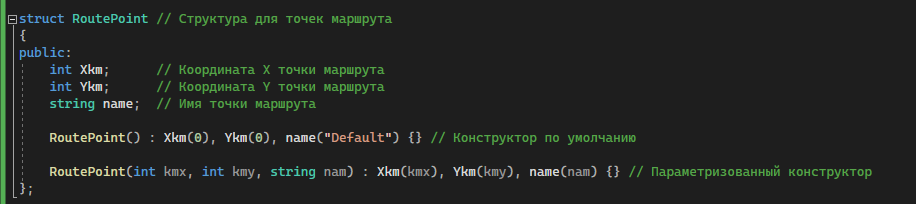 struct RoutePoint // Структура для точек маршрута
{
public:
int Xkm; // Координата X точки маршрута
int Ykm; // Координата Y точки маршрута
string name; // Имя точки маршрута
RoutePoint() : Xkm(0), Ykm(0), name("Default") {} // Конструктор по умолчанию
RoutePoint(int kmx, int kmy, string nam) : Xkm(kmx), Ykm(kmy), name(nam) {} // Параметризованный конструктор
};